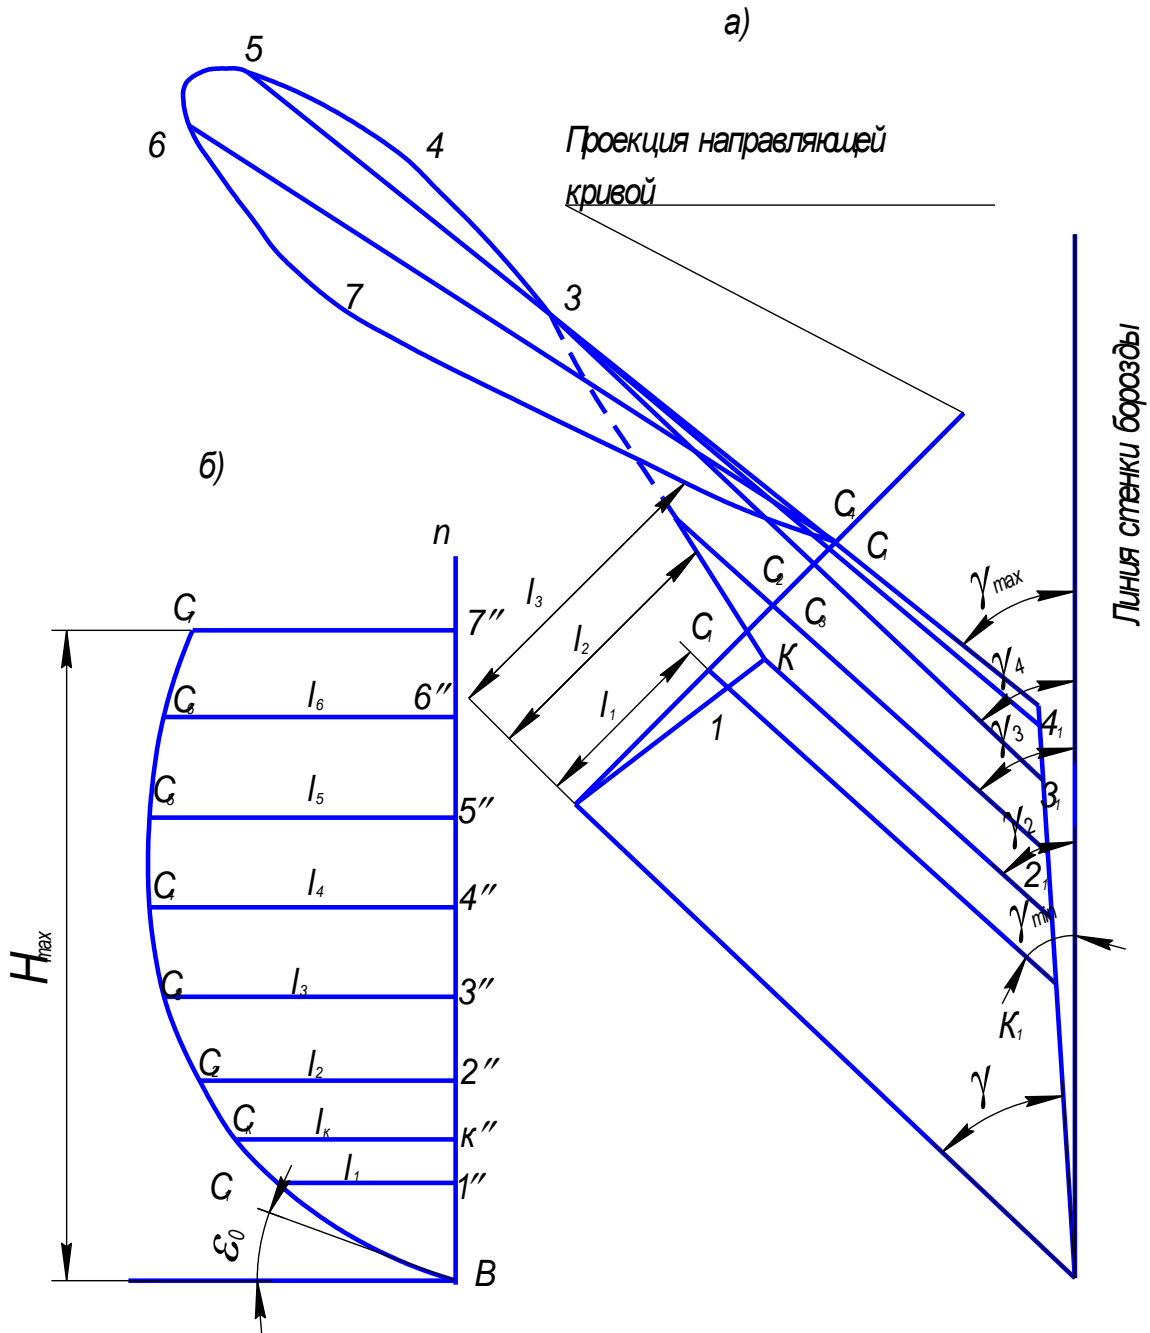 а)
5
6
4
Проекция направляющей
кривой
7
3
Линия стенки борозды
б)
n
C₄
C₁
C₂
C₃
C₁
К
1
l₃
l₂
l₁
γmax
γ₄
4₁
γ₃
3₁
γ₂
2₁
γmin
К₁
γ
C₇
7″
C₆
l₆
6″
C₅
l₅
5″
C₄
l₄
4″
Hmax
C₃
l₃
3″
C₂
l₂
2″
Cк
lк
к″
C₁
l₁
1″
ε₀
В